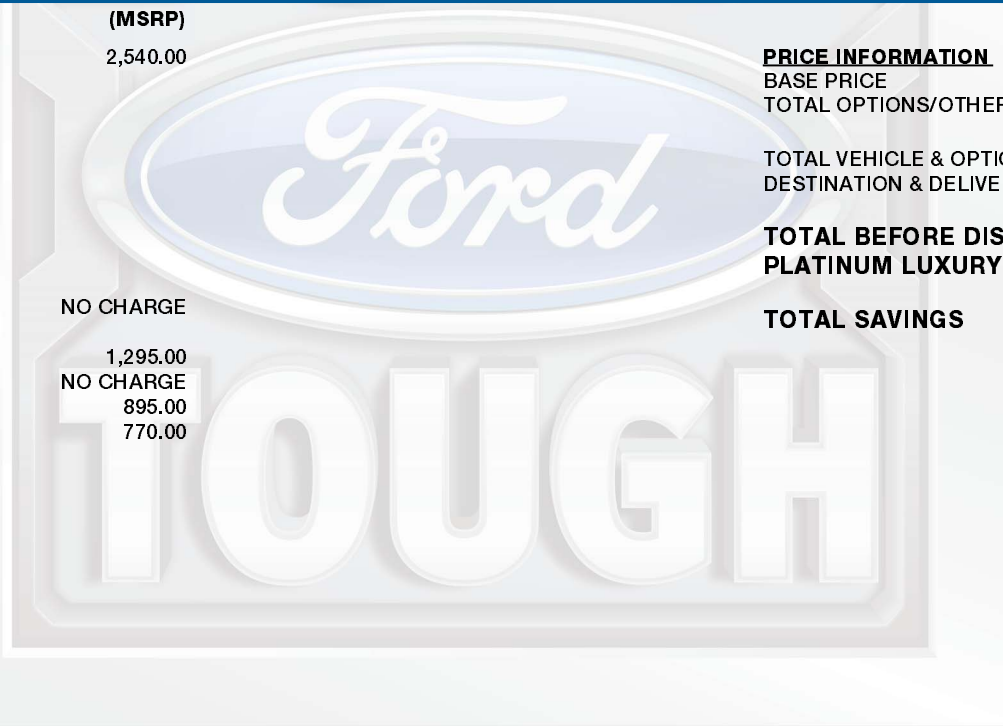 (MSRP)
2,540.00
NO CHARGE
1,295.00
NO CHARGE
895.00
770.00
PRICE INFORMATION
BASE PRICE
TOTAL OPTIONS/OTHER
TOTAL VEHICLE & OPTIO
DESTINATION & DELIVE
TOTAL BEFORE DIS
PLATINUM LUXURY
TOTAL SAVINGS
Ford
TOUGH